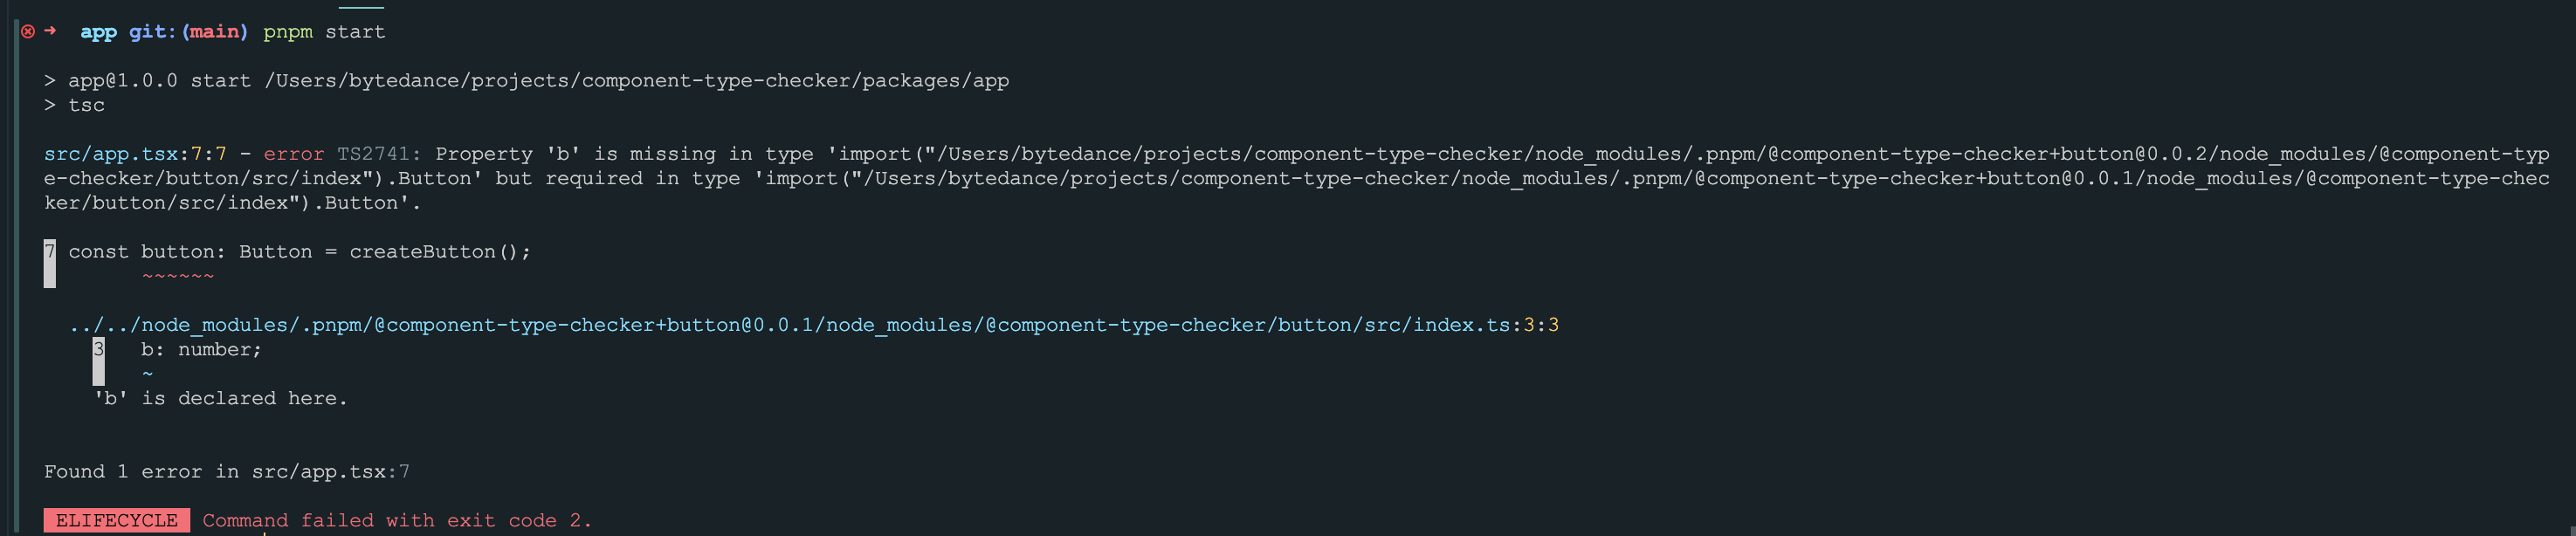 ➜ app git:(main) pnpm start
> app@1.0.0 start /Users/bytedance/projects/component-type-checker/packages/app
> tsc
src/app.tsx:7:7 - error TS2741: Property 'b' is missing in type 'import("/Users/bytedance/projects/component-type-checker/node_modules/.pnpm/@component-type-checker+button@0.0.2/node_modules/@component-typ
e-checker/button/src/index").Button' but required in type 'import("/Users/bytedance/projects/component-type-checker/node_modules/.pnpm/@component-type-checker+button@0.0.1/node_modules/@component-type-chec
ker/button/src/index").Button'.
7 const button: Button = createButton();
~~~~~~
../../node_modules/.pnpm/@component-type-checker+button@0.0.1/node_modules/@component-type-checker/button/src/index.ts:3:3
3 b: number;
~
'b' is declared here.
Found 1 error in src/app.tsx:7
ELIFECYCLE Command failed with exit code 2.